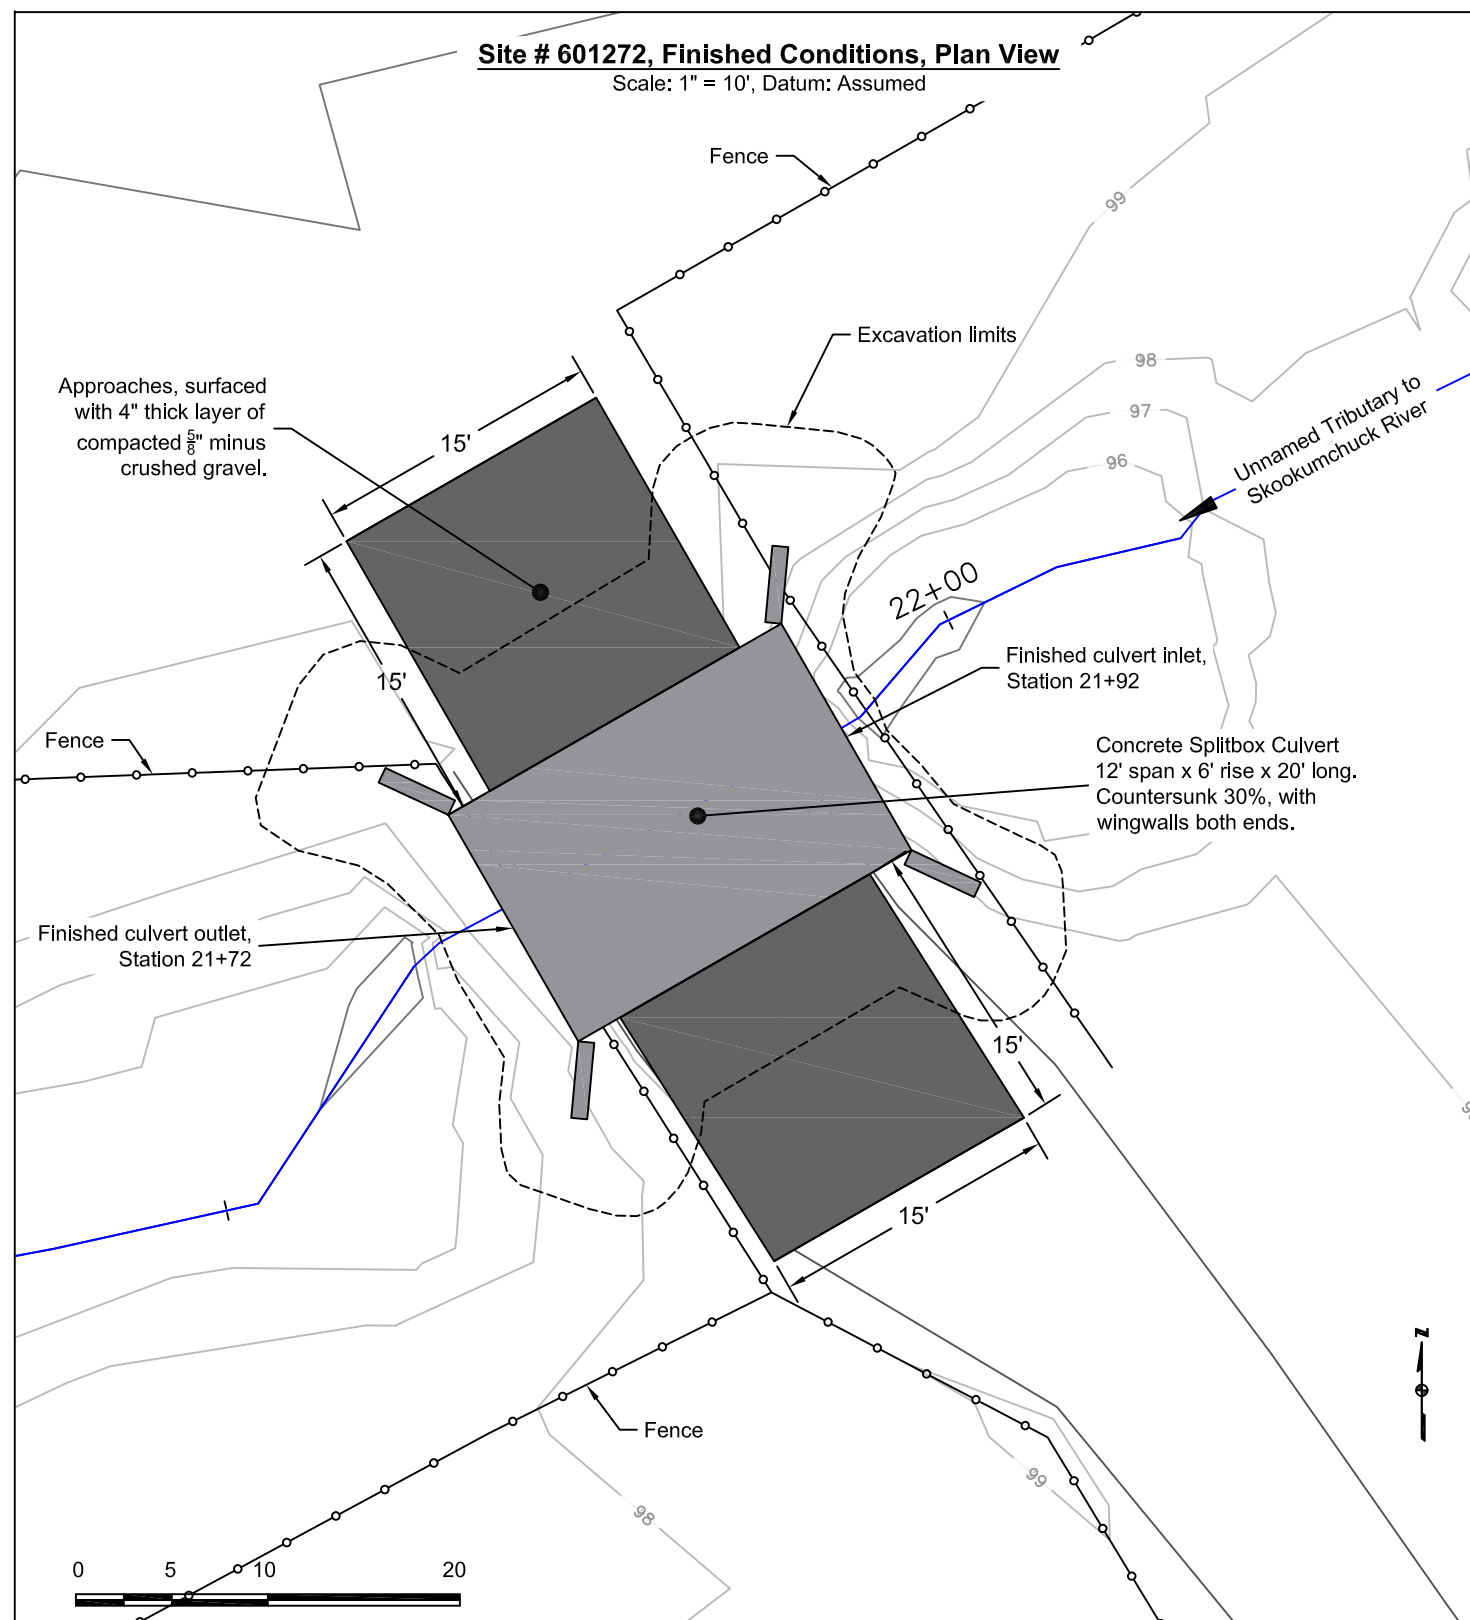 Site # 601272, Finished Conditions, Plan View
Scale: 1" = 10', Datum: Assumed
Fence
99
Excavation limits
98
97
96
Unnamed Tributary to
Skookumchuck River
Approaches, surfaced
with 4" thick layer of
compacted 5/8" minus
crushed gravel.
15'
15'
22+00
Finished culvert inlet,
Station 21+92
Fence
Concrete Splitbox Culvert
12' span x 6' rise x 20' long.
Countersunk 30%, with
wingwalls both ends.
Finished culvert outlet,
Station 21+72
15'
15'
Fence
99
98
z
0 5 10 20